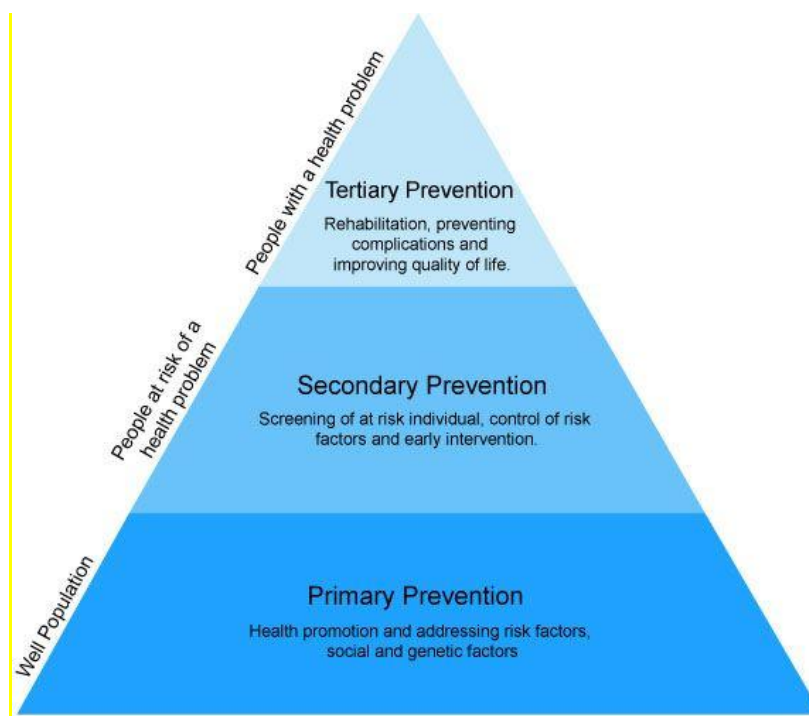 People with a health problem
Tertiary Prevention
Rehabilitation, preventing
complications and
improving quality of life.
People at risk of a
health problem
Secondary Prevention
Screening of at risk individual, control of risk
factors and early intervention.
Well Population
Primary Prevention
Health promotion and addressing risk factors,
social and genetic factors